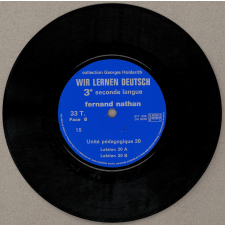 collection Georges Holderith
WIR LERNEN DEUTSCH
3e seconde langue
fernand nathan
33 T.
Face B
15
Unité pédagogique 20
Lektion 20 A
Lektion 20 B